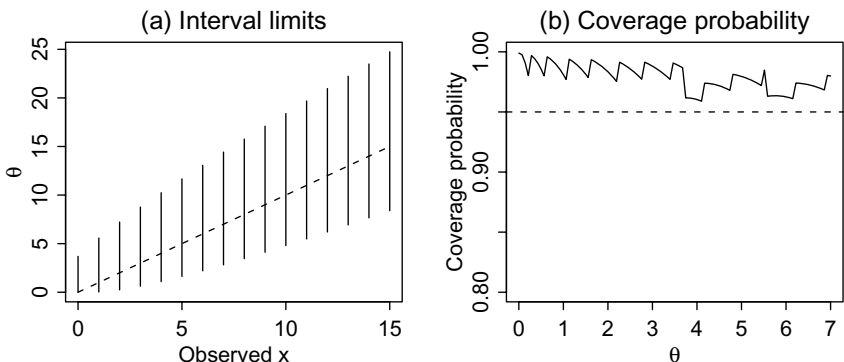 (a) Interval limits
25
20
15
10
5
0
θ
0 5 10 15
Observed x
(b) Coverage probability
1.00
0.90
0.80
Coverage probability
0 1 2 3 4 5 6 7
θ